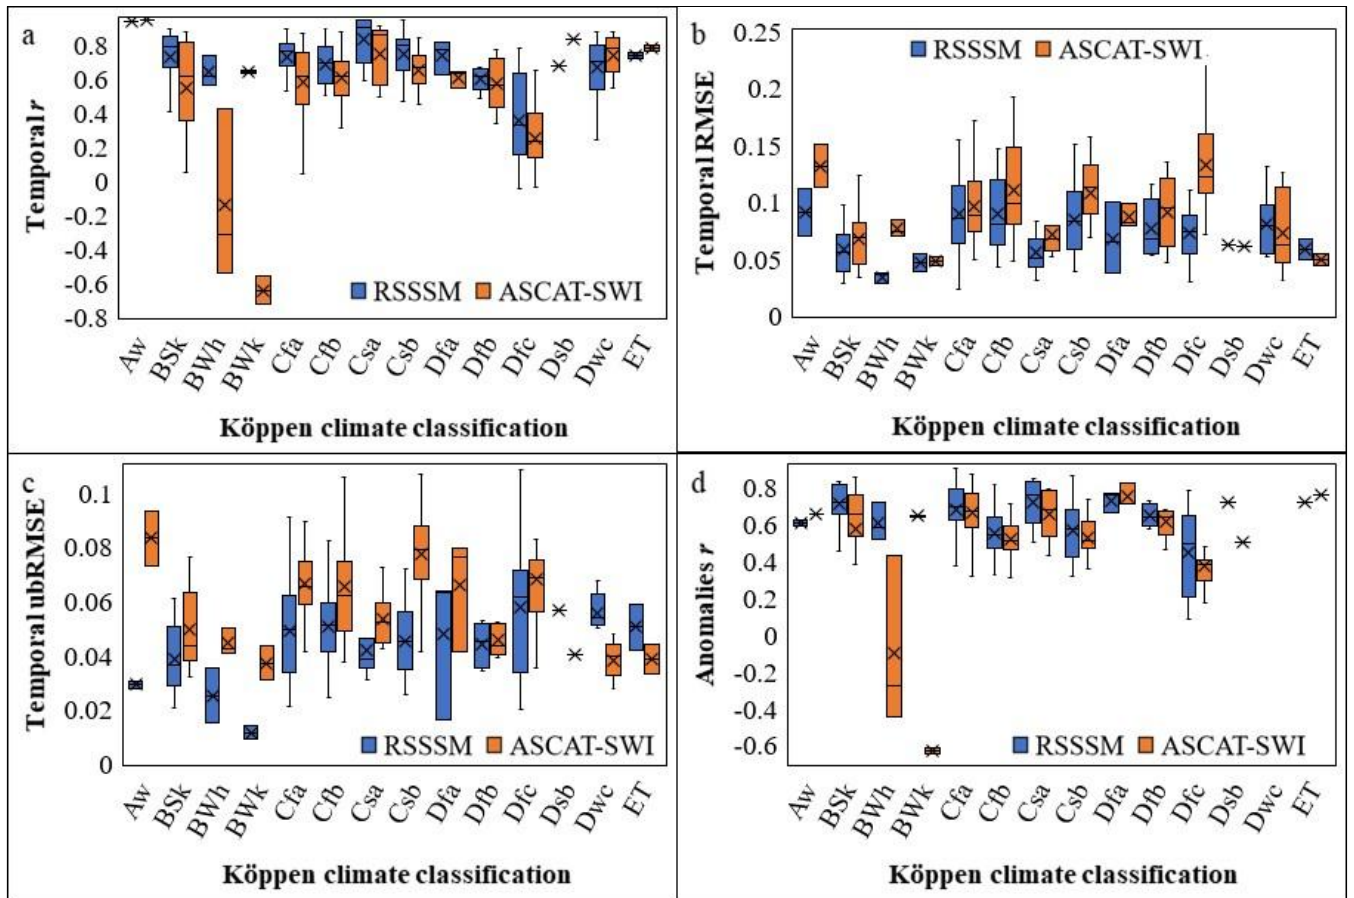 a
Temporal r
0.8
0.6
0.4
0.2
0
-0.2
-0.4
-0.6
-0.8
RSSSM ASCAT-SWI
Aw BSk BWh BWk Cfa Cfb Csa Csb Dfa Dfb Dfc Dsb Dwc ET
Köppen climate classification
b
Temporal RMSE
0.25
0.2
0.15
0.1
0.05
0
RSSSM ASCAT-SWI
Aw BSk BWh BWk Cfa Cfb Csa Csb Dfa Dfb Dfc Dsb Dwc ET
Köppen climate classification
c
Temporal ubRMSE
0.1
0.08
0.06
0.04
0.02
0
RSSSM ASCAT-SWI
Aw BSk BWh BWk Cfa Cfb Csa Csb Dfa Dfb Dfc Dsb Dwc ET
Köppen climate classification
d
Anomalies r
0.8
0.6
0.4
0.2
0
-0.2
-0.4
-0.6
RSSSM ASCAT-SWI
Aw BSk BWh BWk Cfa Cfb Csa Csb Dfa Dfb Dfc Dsb Dwc ET
Köppen climate classification